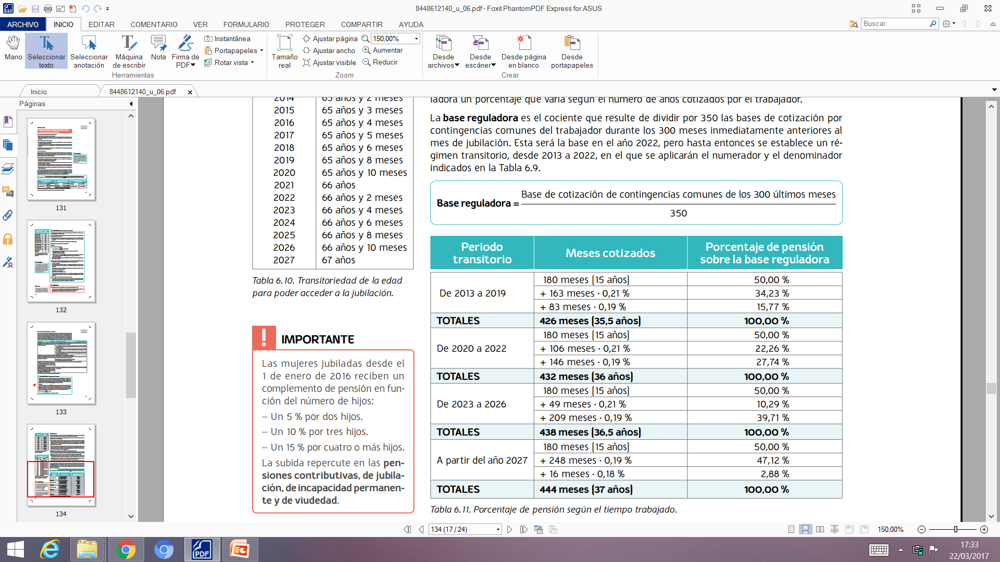 8448612140_u_06.pdf - Foxit PhantomPDF Express for ASUS
ARCHIVO INICIO EDITAR COMENTARIO VER FORMULARIO PROTEGER COMPARTIR AYUDA
Buscar
Mano
Seleccionar texto
Seleccionar anotación
Máquina de escribir
Nota
Firma de PDF
Instantánea
Portapapeles
Rotar vista
Herramientas
Tamaño real
Ajustar página
Ajustar ancho
Ajustar visible
150,00%
Aumentar
Reducir
Zoom
Desde archivos
Desde escáner
Desde página en blanco
Desde portapapeles
Crear
Inicio
8448612140_u_06.pdf
Páginas
131
132
133
134
2014 65 años y 2 meses
2015 65 años y 3 meses
2016 65 años y 4 meses
2017 65 años y 5 meses
2018 65 años y 6 meses
2019 65 años y 8 meses
2020 65 años y 10 meses
2021 66 años
2022 66 años y 2 meses
2023 66 años y 4 meses
2024 66 años y 6 meses
2025 66 años y 8 meses
2026 66 años y 10 meses
2027 67 años
Tabla 6.10. Transitoriedad de la edad
para poder acceder a la jubilación.
! IMPORTANTE
Las mujeres jubiladas desde el
1 de enero de 2016 reciben un
complemento de pensión en fun-
ción del número de hijos:
– Un 5 % por dos hijos.
– Un 10 % por tres hijos.
– Un 15 % por cuatro o más hijos.
La subida repercute en las pen-
siones contributivas, de jubila-
ción, de incapacidad permanen-
te y de viudedad.
ladora un porcentaje que varía según el número de años cotizados por el trabajador.
La base reguladora es el cociente que resulte de dividir por 350 las bases de cotización por
contingencias comunes del trabajador durante los 300 meses inmediatamente anteriores al
mes de jubilación. Esta será la base en el año 2022, pero hasta entonces se establece un ré-
gimen transitorio, desde 2013 a 2022, en el que se aplicarán el numerador y el denominador
indicados en la Tabla 6.9.
Base de cotización de contingencias comunes de los 300 últimos meses
Base reguladora =
350
Periodo transitorio Meses cotizados Porcentaje de pensión sobre la base reguladora
180 meses (15 años) 50,00 %
De 2013 a 2019 + 163 meses · 0,21 % 34,23 %
+ 83 meses · 0,19 % 15,77 %
TOTALES 426 meses (35,5 años) 100,00 %
180 meses (15 años) 50,00 %
De 2020 a 2022 + 106 meses · 0,21 % 22,26 %
+ 146 meses · 0,19 % 27,74 %
TOTALES 432 meses (36 años) 100,00 %
180 meses (15 años) 50,00 %
De 2023 a 2026 + 49 meses · 0,21 % 10,29 %
+ 209 meses · 0,19 % 39,71 %
TOTALES 438 meses (36,5 años) 100,00 %
180 meses (15 años) 50,00 %
A partir del año 2027 + 248 meses · 0,19 % 47,12 %
+ 16 meses · 0,18 % 2,88 %
TOTALES 444 meses (37 años) 100,00 %
Tabla 6.11. Porcentaje de pensión según el tiempo trabajado.
134 (17 / 24)
150,00%
17:33
22/03/2017